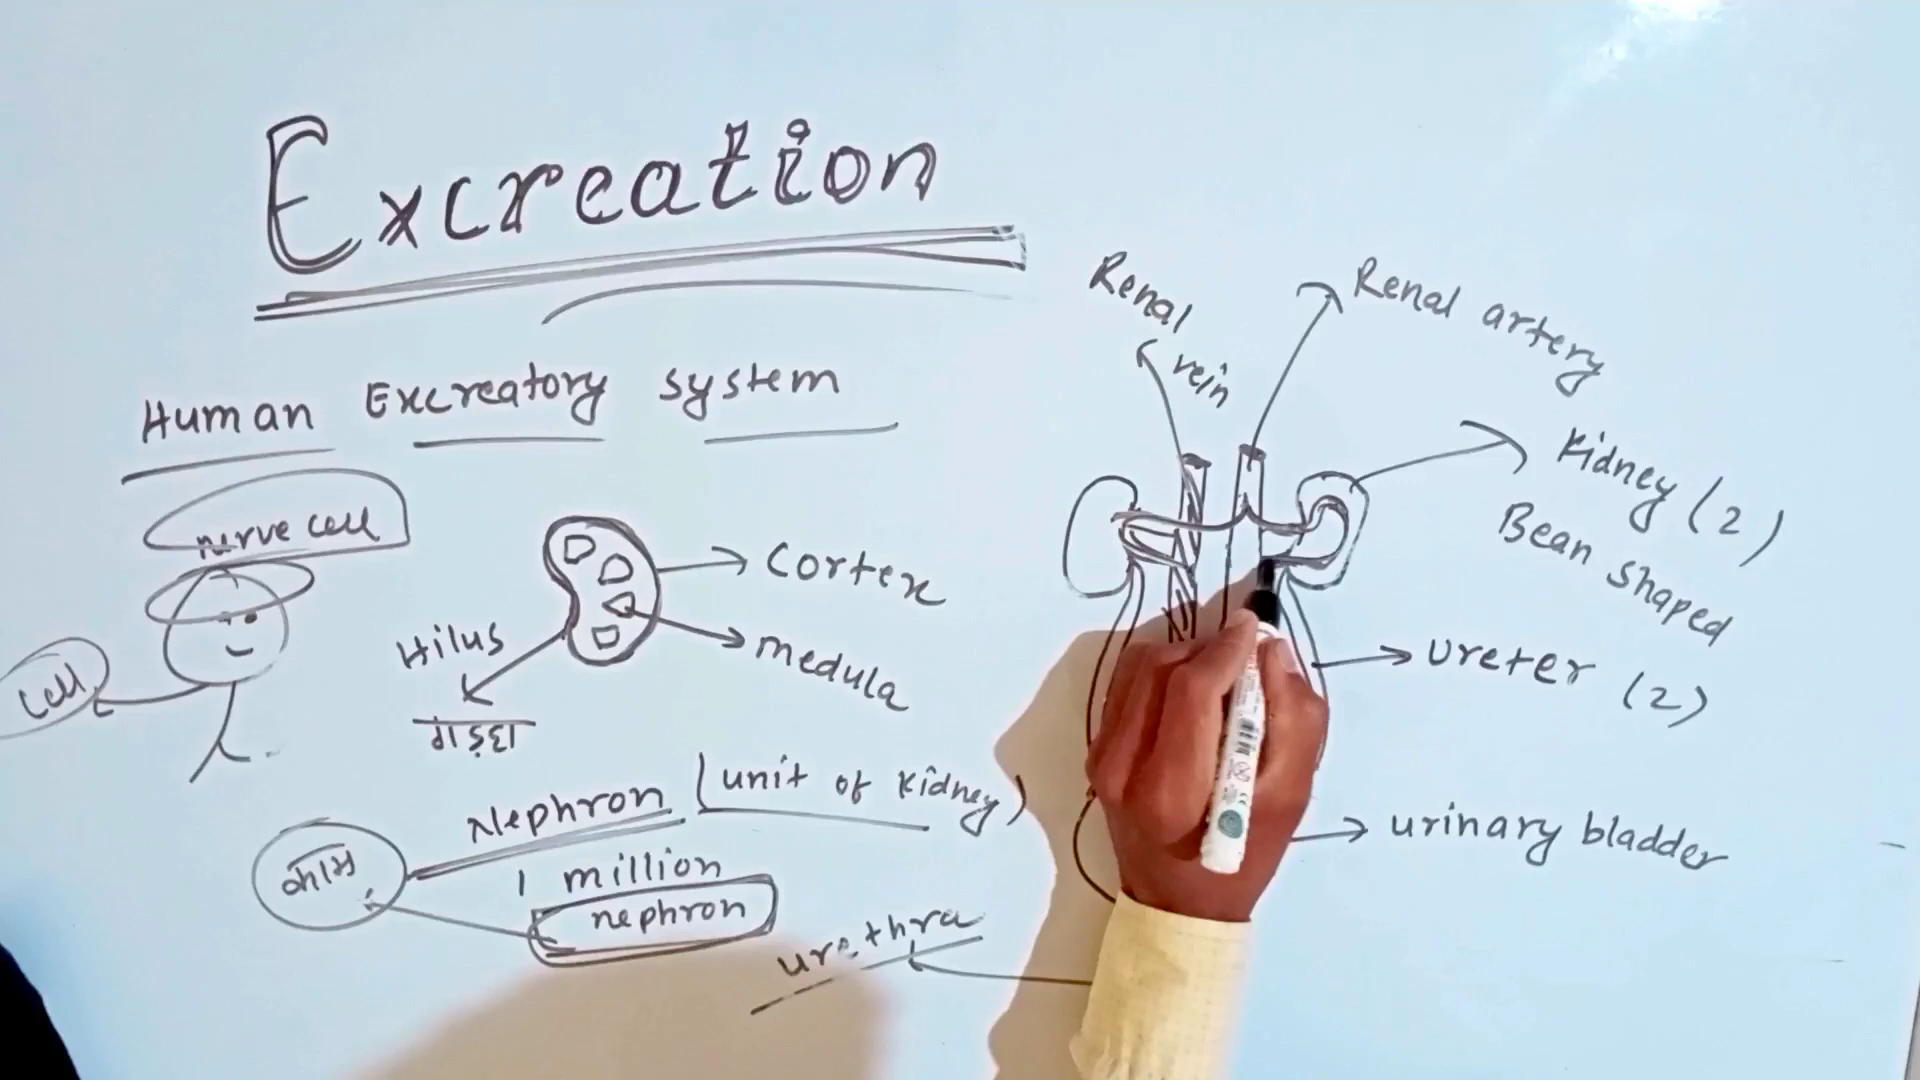 Excreation
Human Excreatory system
nerve cell
Cell
Cortex
Medula
Hilus
Nephron (unit of kidney)
1 million
nephron
urethra
Renal
vein
Renal artery
Kidney (2)
Bean shaped
Ureter (2)
urinary bladder